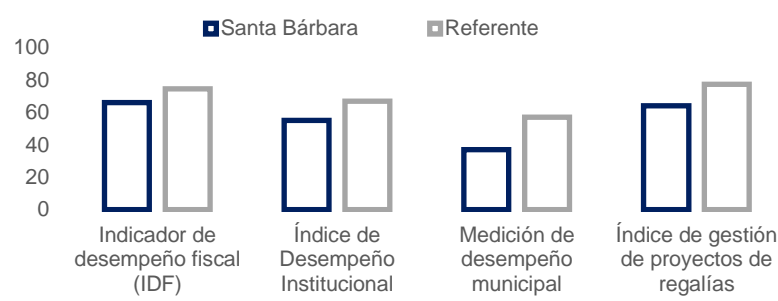 Santa Bárbara
Referente
100
80
60
40
20
0
Indicador de
desempeño fiscal
(IDF)
Índice de
Desempeño
Institucional
Medición de
desempeño
municipal
Índice de gestión
de proyectos de
regalías